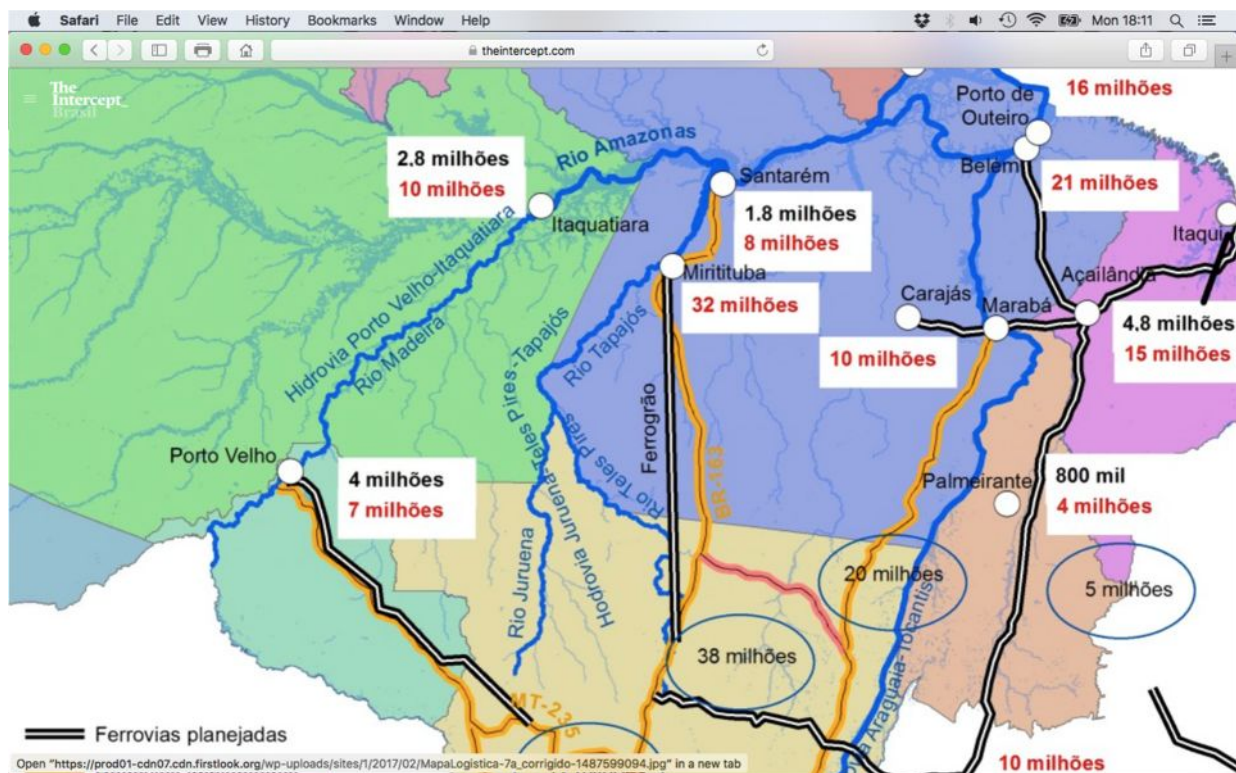 Safari File Edit View History Bookmarks Window Help
Mon 18:11
theintercept.com
The
Intercept_
Brasil
16 milhões
Porto de
Outeiro
Belém
21 milhões
2.8 milhões
10 milhões
Rio Amazonas
Santarém
Itaquatiara
1.8 milhões
8 milhões
Itaqui
Miritituba
32 milhões
Açailândia
Carajás
Marabá
10 milhões
4.8 milhões
15 milhões
Hidrovia Porto Velho-Itaquatiara
Rio Madeira
Rio Tapajós
Hodrovia Juruena-Teles Pires-Tapajós
Rio Teles Pires
Ferrogrão
BR-163
Porto Velho
4 milhões
7 milhões
Palmeirante
800 mil
4 milhões
Rio Juruena
20 milhões
5 milhões
38 milhões
Araguaia-Tocantis
MT-235
Ferrovias planejadas
10 milhões
Open "https://prod01-cdn07.cdn.firstlook.org/wp-uploads/sites/1/2017/02/MapaLogistica-7a_corrigido-1487599094.jpg" in a new tab